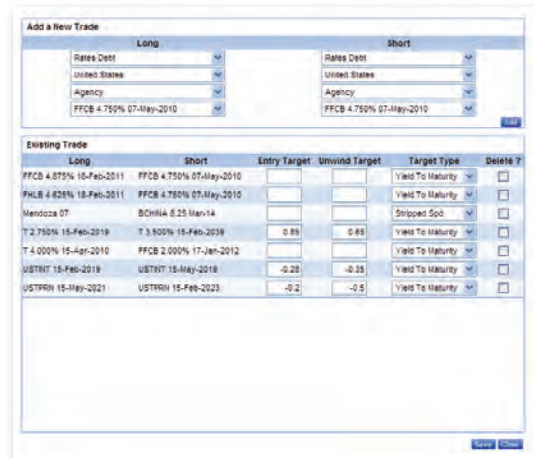 Add a New Trade
Long Short
Rates Debt Rates Debt
United States United States
Agency Agency
FFCB 4.750% 07-May-2010 FFCB 4.750% 07-May-2010
Add
Existing Trade
Long Short Entry Target Unwind Target Target Type Delete ?
FFCB 4.875% 18-Feb-2011 FFCB 4.750% 07-May-2010 Yield To Maturity
FHLB 4.625% 18-Feb-2011 FFCB 4.750% 07-May-2010 Yield To Maturity
Mendoza 07 BCHINA 8.25 Mar-14 Stripped Spd
T 2.750% 15-Feb-2019 T 3.500% 15-Feb-2039 0.85 0.65 Yield To Maturity
T 4.000% 15-Apr-2010 FFCB 2.000% 17-Jan-2012 Yield To Maturity
USTINT 15-Feb-2019 USTINT 15-May-2019 -0.28 -0.35 Yield To Maturity
USTPRN 15-May-2021 USTPRN 15-Feb-2023 -0.2 -0.5 Yield To Maturity
Save